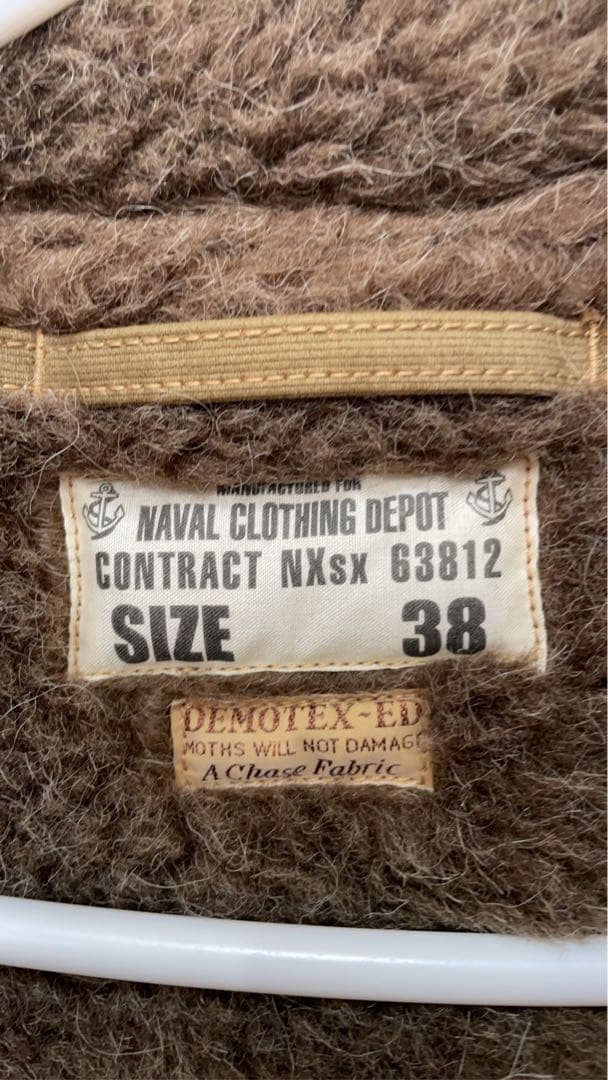 MANUFACTURED FOR
NAVAL CLOTHING DEPOT
CONTRACT NXsx 63812
SIZE 38
DEMOTEX-ED
MOTHS WILL NOT DAMAGE
A Chase Fabric